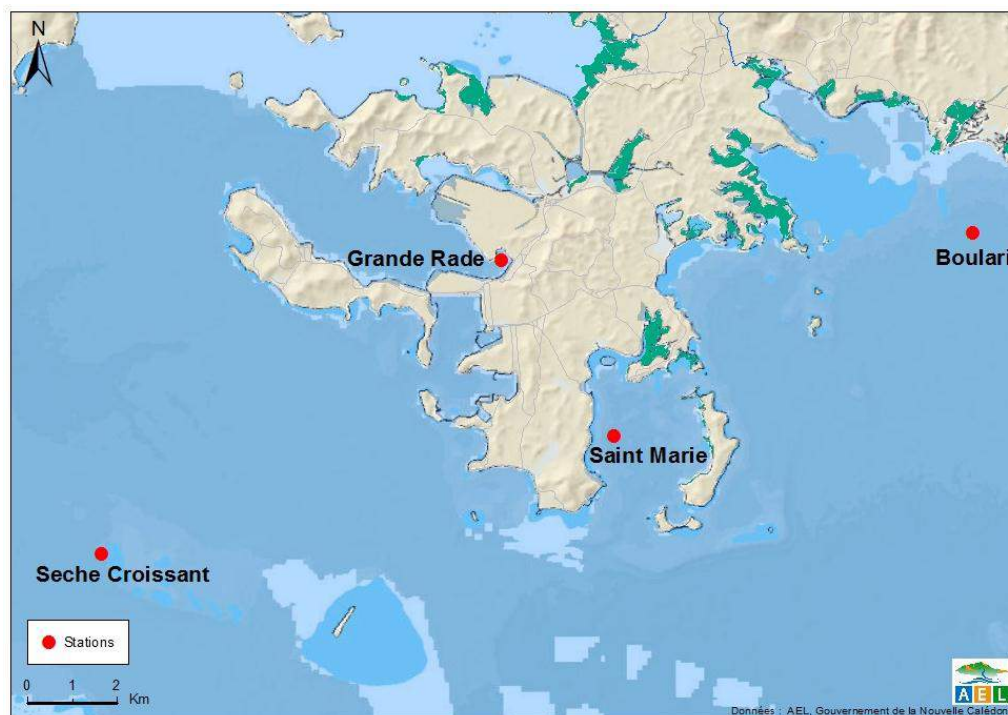 N
Grande Rade
Boulari
Saint Marie
Seche Croissant
Stations
0 1 2
Km
AEL
Données : AEL, Gouvernement de la Nouvelle Calédon